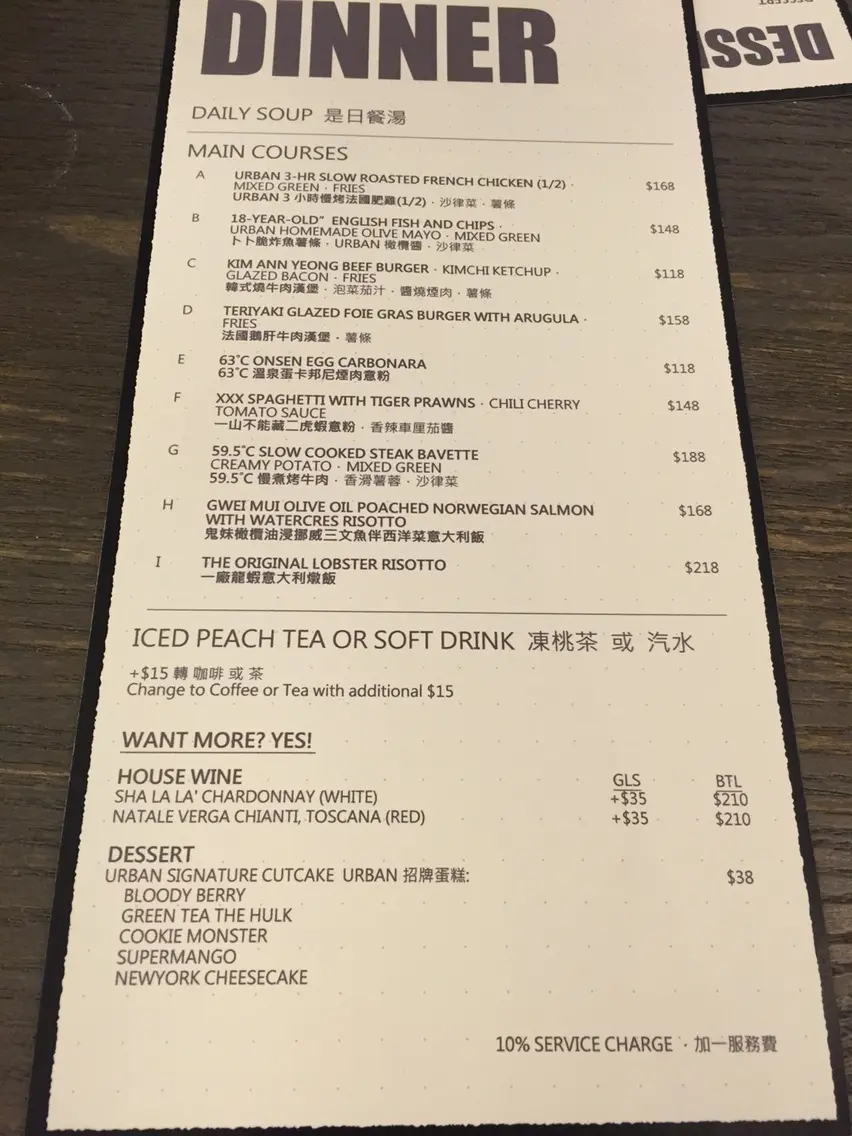 DINNER
DESSERT
DESSERT
DAILY SOUP 是日餐湯
MAIN COURSES
A URBAN 3-HR SLOW ROASTED FRENCH CHICKEN (1/2) · $168
MIXED GREEN · FRIES
URBAN 3 小時慢烤法國肥雞(1/2) · 沙律菜 · 薯條
B 18-YEAR-OLD" ENGLISH FISH AND CHIPS · $148
URBAN HOMEMADE OLIVE MAYO · MIXED GREEN
卜卜脆炸魚薯條 · URBAN 橄欖醬 · 沙律菜
C KIM ANN YEONG BEEF BURGER · KIMCHI KETCHUP · $118
GLAZED BACON · FRIES
韓式燒牛肉漢堡 · 泡菜茄汁 · 醬燒煙肉 · 薯條
D TERIYAKI GLAZED FOIE GRAS BURGER WITH ARUGULA · $158
FRIES
法國鵝肝牛肉漢堡 · 薯條
E 63°C ONSEN EGG CARBONARA $118
63°C 溫泉蛋卡邦尼煙肉意粉
F XXX SPAGHETTI WITH TIGER PRAWNS · CHILI CHERRY $148
TOMATO SAUCE
一山不能藏二虎蝦意粉 · 香辣車厘茄醬
G 59.5°C SLOW COOKED STEAK BAVETTE $188
CREAMY POTATO · MIXED GREEN
59.5°C 慢煮烤牛肉 · 香滑薯蓉 · 沙律菜
H GWEI MUI OLIVE OIL POACHED NORWEGIAN SALMON $168
WITH WATERCRES RISOTTO
鬼妹橄欖油浸挪威三文魚伴西洋菜意大利飯
I THE ORIGINAL LOBSTER RISOTTO $218
一廠龍蝦意大利燉飯
ICED PEACH TEA OR SOFT DRINK 凍桃茶 或 汽水
+$15 轉 咖啡 或 茶
Change to Coffee or Tea with additional $15
WANT MORE? YES!
HOUSE WINE GLS BTL
SHA LA LA' CHARDONNAY (WHITE) +$35 $210
NATALE VERGA CHIANTI, TOSCANA (RED) +$35 $210
DESSERT
URBAN SIGNATURE CUTCAKE URBAN 招牌蛋糕: $38
BLOODY BERRY
GREEN TEA THE HULK
COOKIE MONSTER
SUPERMANGO
NEWYORK CHEESECAKE
10% SERVICE CHARGE · 加一服務費